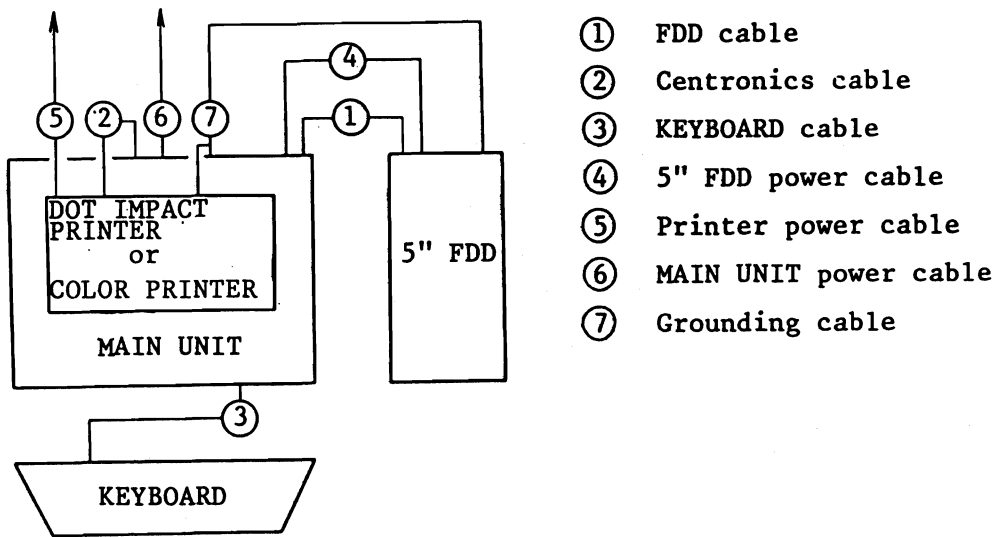 5
2
6
7
4
1
DOT IMPACT
PRINTER
or
COLOR PRINTER
MAIN UNIT
5" FDD
3
KEYBOARD
1 FDD cable
2 Centronics cable
3 KEYBOARD cable
4 5" FDD power cable
5 Printer power cable
6 MAIN UNIT power cable
7 Grounding cable